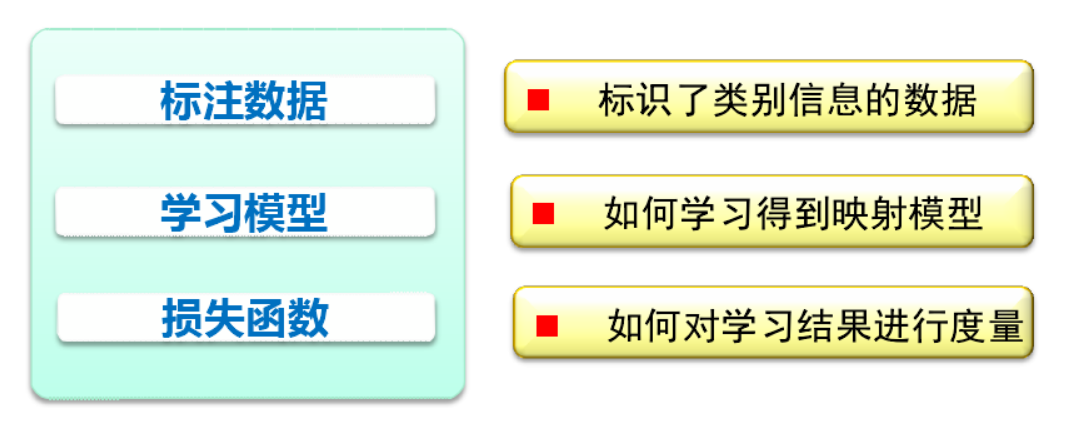 标注数据
标识了类别信息的数据
学习模型
如何学习得到映射模型
损失函数
如何对学习结果进行度量